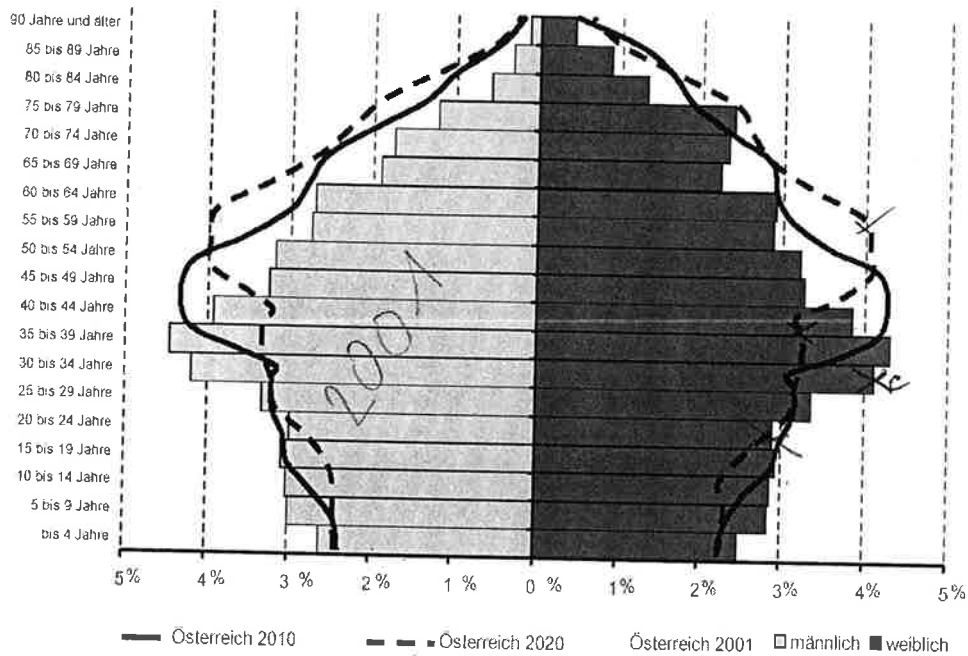 90 Jahre und älter
85 bis 89 Jahre
80 bis 84 Jahre
75 bis 79 Jahre
70 bis 74 Jahre
65 bis 69 Jahre
60 bis 64 Jahre
55 bis 59 Jahre
50 bis 54 Jahre
45 bis 49 Jahre
40 bis 44 Jahre
35 bis 39 Jahre
30 bis 34 Jahre
25 bis 29 Jahre
20 bis 24 Jahre
15 bis 19 Jahre
10 bis 14 Jahre
5 bis 9 Jahre
bis 4 Jahre
2001
5% 4% 3 % 2 % 1 % 0 % 1% 2% 3% 4% 5%
Österreich 2010 Österreich 2020 Österreich 2001 männlich weiblich